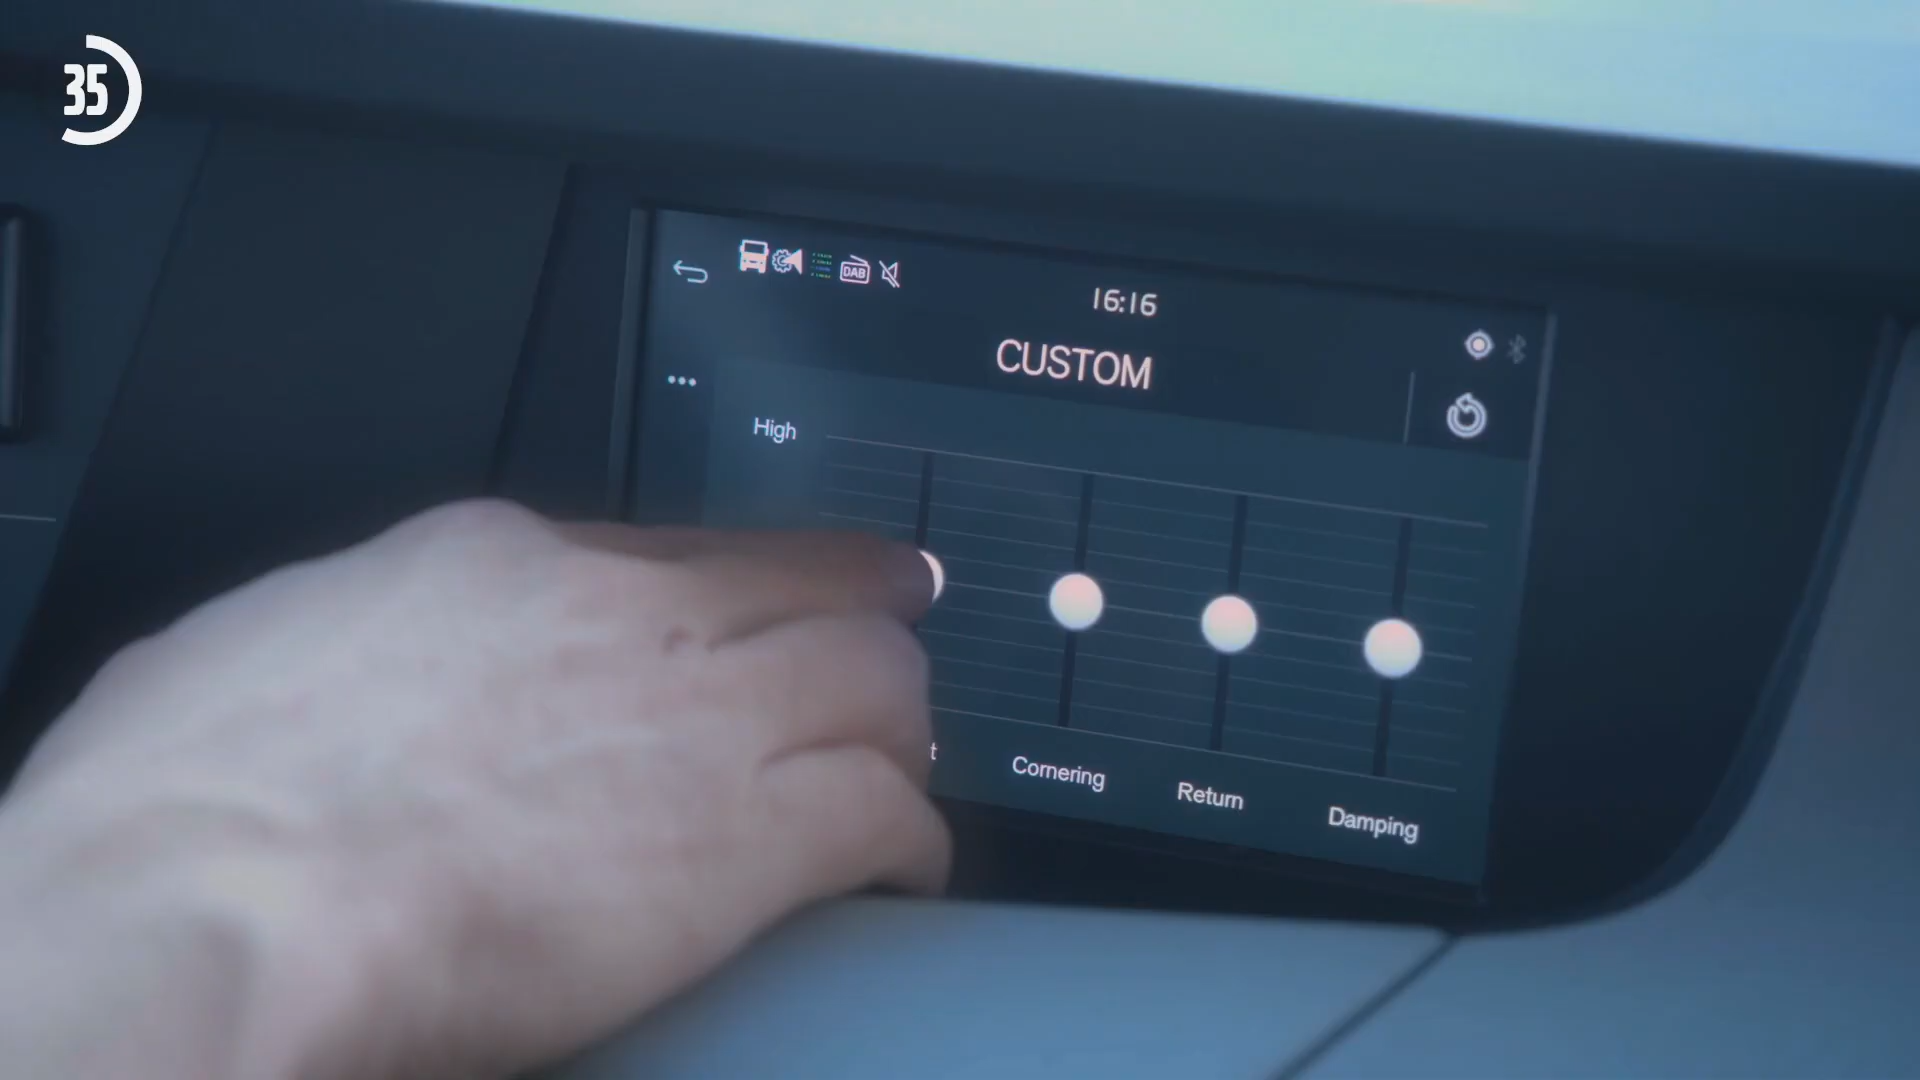 35
DAB
16:16
CUSTOM
High
Cornering
Return
Damping